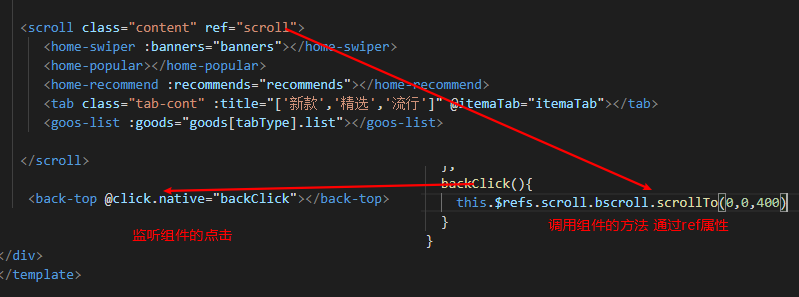 <scroll class="content" ref="scroll">
<home-swiper :banners="banners"></home-swiper>
<home-popular></home-popular>
<home-recommend :recommends="recommends"></home-recommend>
<tab class="tab-cont" :title="['新款','精选','流行']" @itemaTab="itemaTab"></tab>
<goos-list :goods="goods[tabType].list"></goos-list>
</scroll>
},
<back-top @click.native="backClick"></back-top>
backClick(){
this.$refs.scroll.bscroll.scrollTo(0,0,400)
}
}
监听组件的点击
调用组件的方法 通过ref属性
</div>
</template>